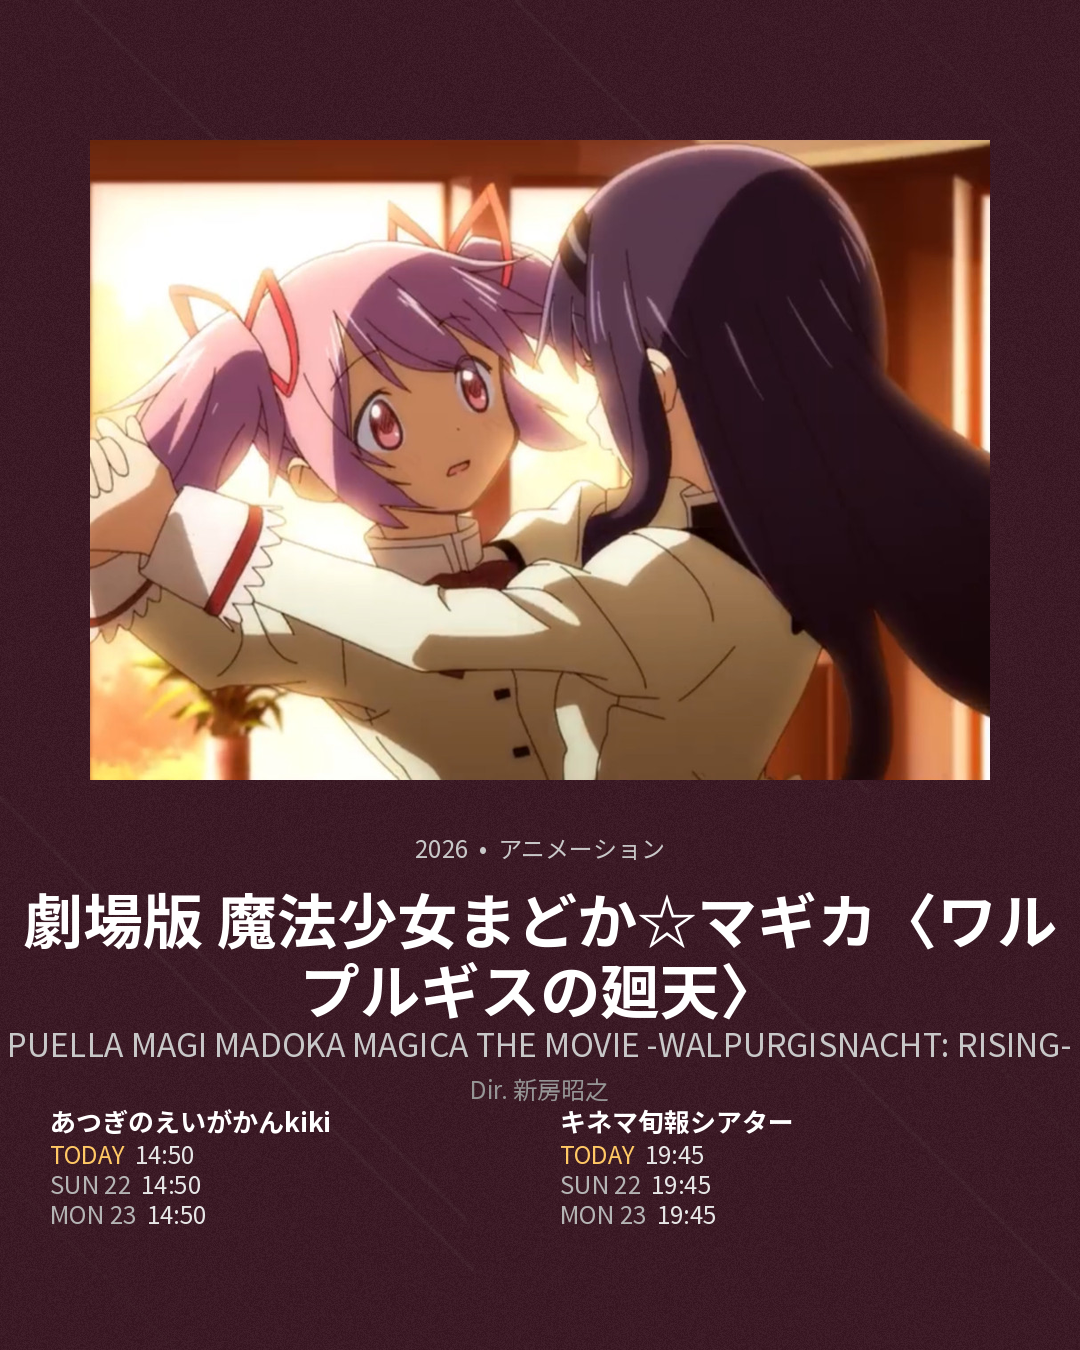 2026 • アニメーション
劇場版 魔法少女まどか☆マギカ〈ワル
プルギスの廻天〉
PUELLA MAGI MADOKA MAGICA THE MOVIE -WALPURGISNACHT: RISING-
Dir. 新房昭之
あつぎのえいがかんkiki
TODAY 14:50
SUN 22 14:50
MON 23 14:50
キネマ旬報シアター
TODAY 19:45
SUN 22 19:45
MON 23 19:45